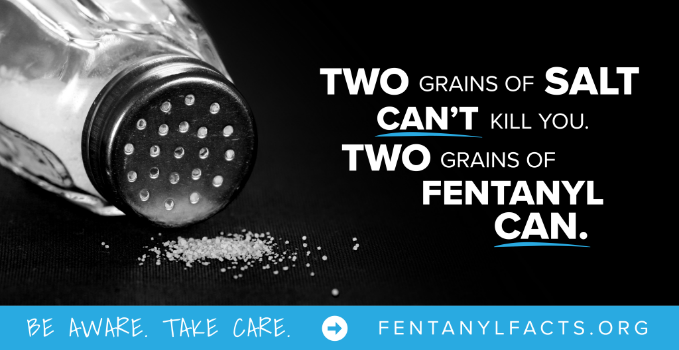 TWO GRAINS OF SALT
CAN'T KILL YOU.
TWO GRAINS OF
FENTANYL
CAN.
BE AWARE. TAKE CARE.
FENTANYLFACTS.ORG